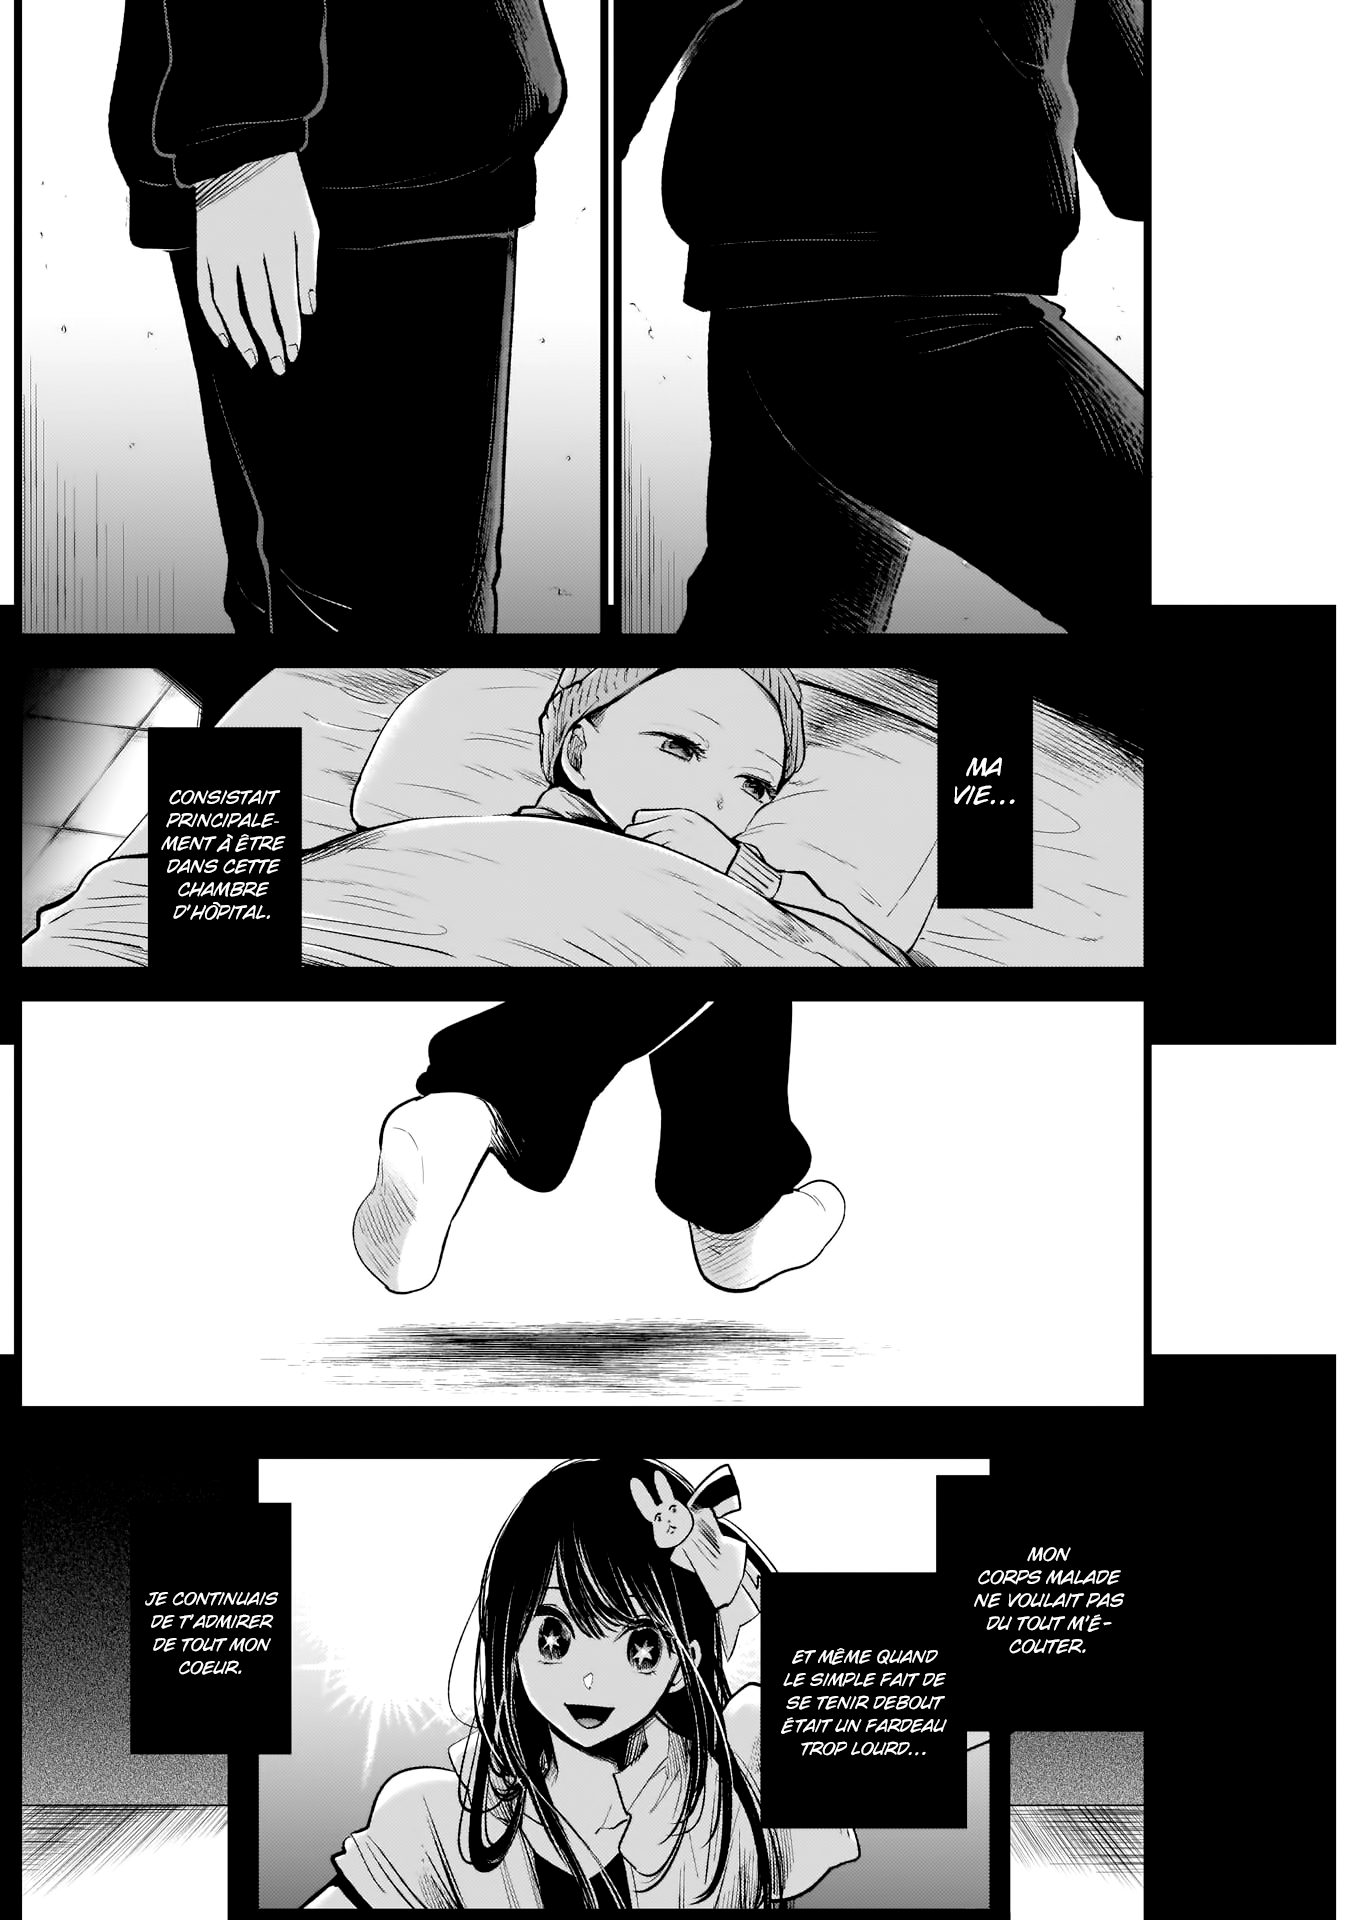 MA
VIE...
CONSISTAIT
PRINCIPALE-
MENT À ÊTRE
DANS CETTE
CHAMBRE
D'HÔPITAL.
MON
CORPS MALADE
NE VOULAIT PAS
DU TOUT M'É-
COUTER.
ET MÊME QUAND
LE SIMPLE FAIT DE
SE TENIR DEBOUT
ÉTAIT UN FARDEAU
TROP LOURD...
JE CONTINUAIS
DE T'ADMIRER
DE TOUT MON
COEUR.